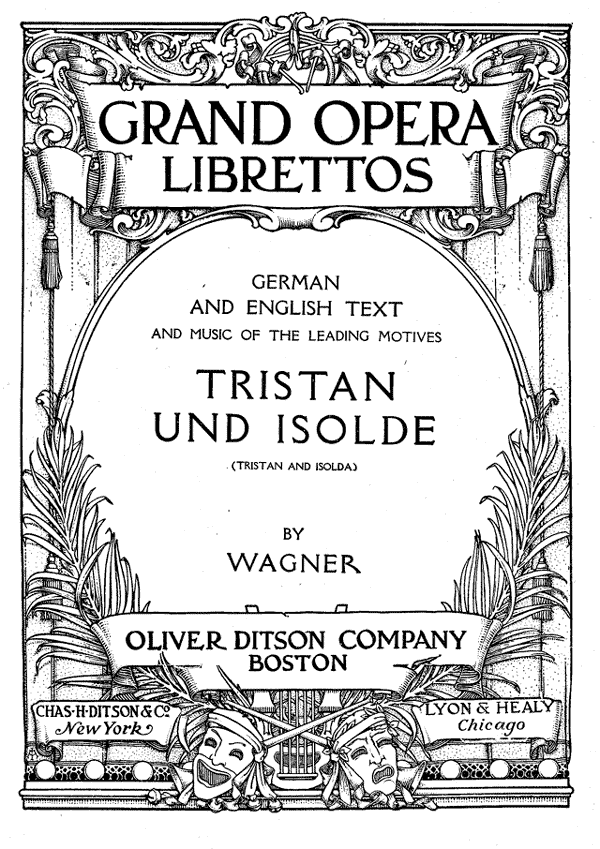 GRAND OPERA
LIBRETTOS
GERMAN
AND ENGLISH TEXT
AND MUSIC OF THE LEADING MOTIVES
TRISTAN
UND ISOLDE
(TRISTAN AND ISOLDA)
BY
WAGNER
OLIVER DITSON COMPANY
BOSTON
CHAS·H·DITSON & Co
New York
LYON & HEALY
Chicago